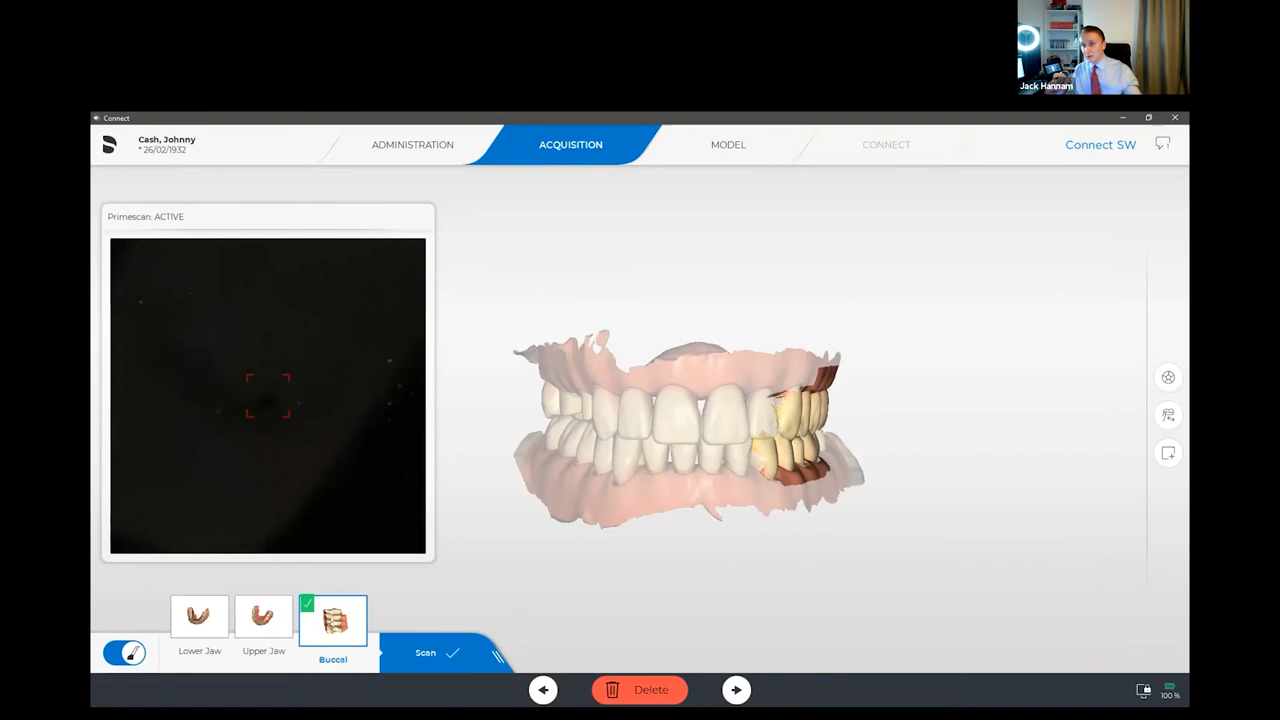 Jack Hannam
Connect
Cash, Johnny
* 26/02/1932
ADMINISTRATION
ACQUISITION
MODEL
CONNECT
Connect SW
Primescan: ACTIVE
Lower Jaw
Upper Jaw
Buccal
Scan
Delete
100 %